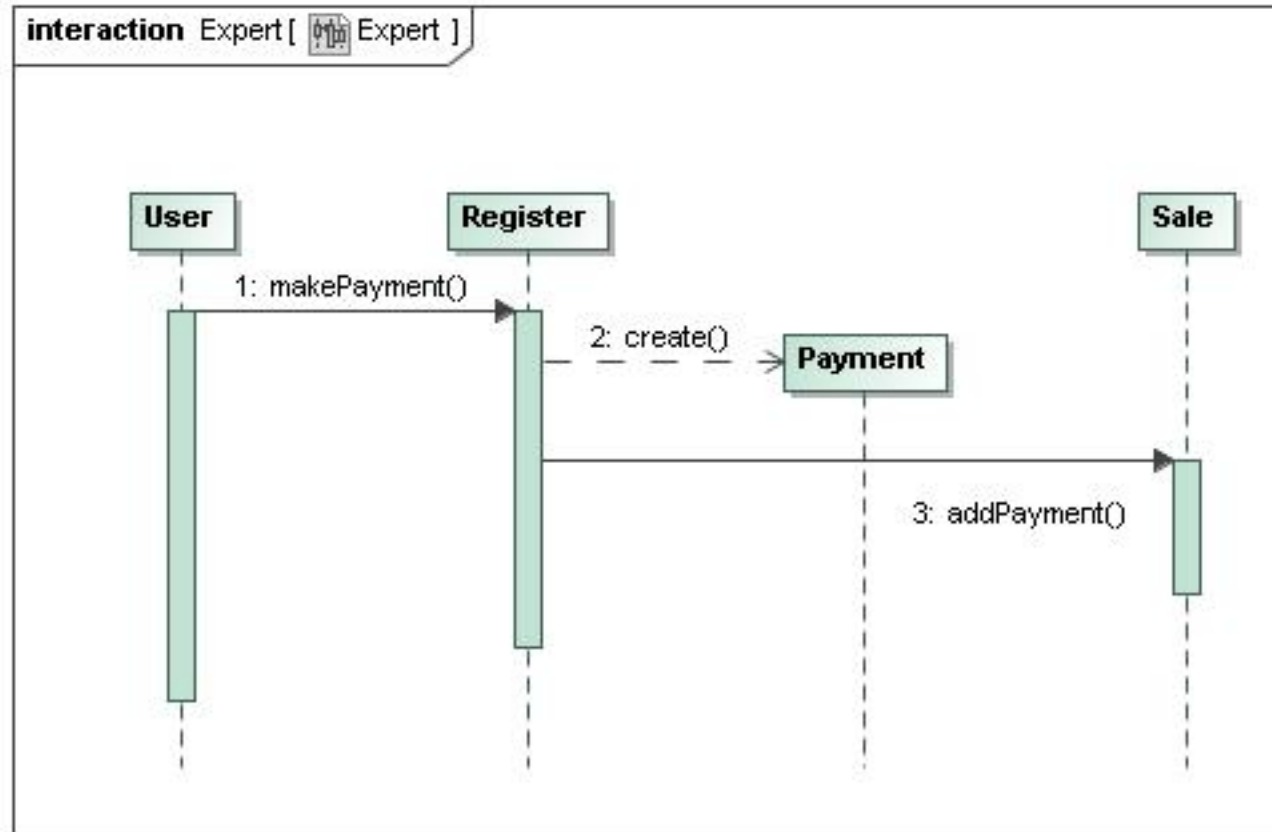 interaction Expert [ Expert ]
User
Register
Sale
1: makePayment()
2: create()
Payment
3: addPayment()